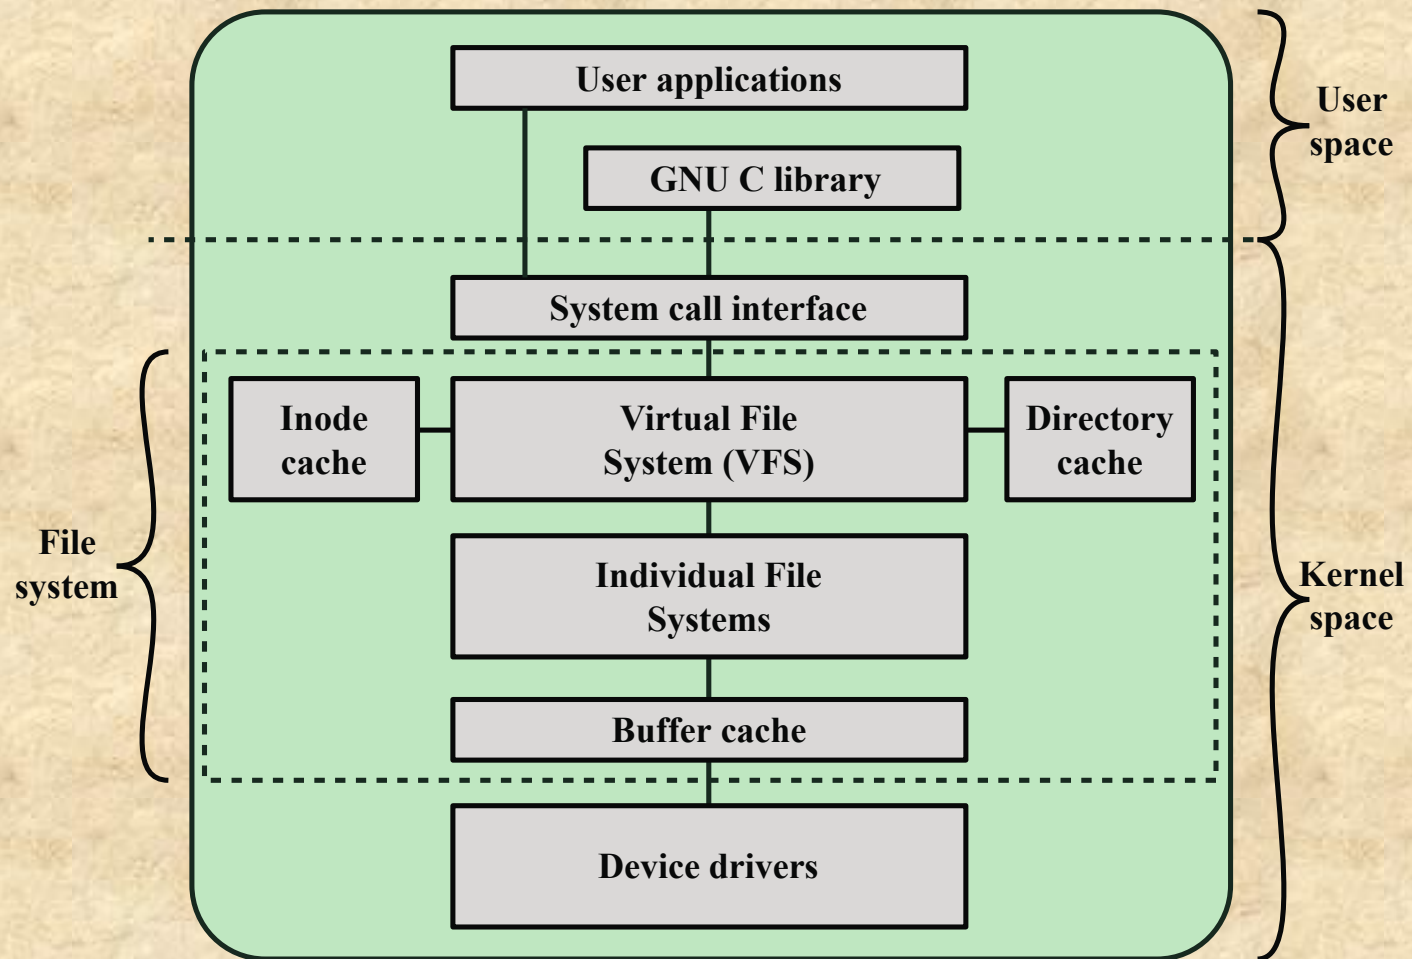 User applications
User
space
GNU C library
System call interface
Inode
cache
Virtual File
System (VFS)
Directory
cache
File
system
Individual File
Systems
Kernel
space
Buffer cache
Device drivers